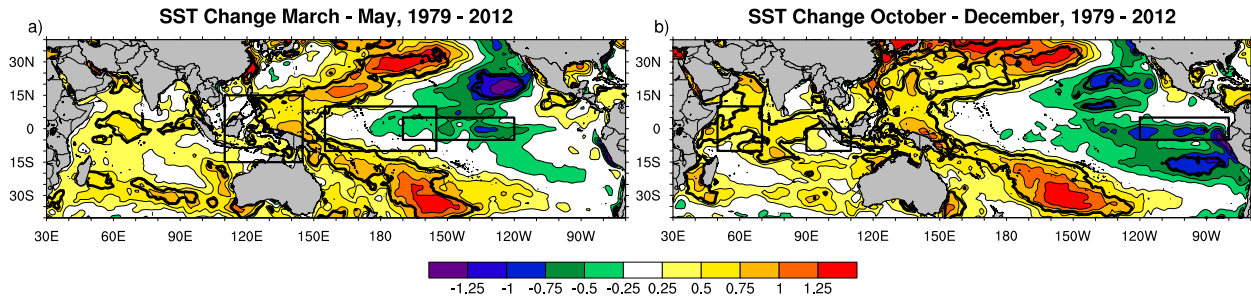 SST Change March - May, 1979 - 2012
SST Change October - December, 1979 - 2012
a)
b)
30N
15N
0
15S
30S
30N
15N
0
15S
30S
30E 60E 90E 120E 150E 180E 150W 120W 90W
30E 60E 90E 120E 150E 180E 150W 120W 90W
-1.25 -1 -0.75 -0.5 -0.25 0.25 0.5 0.75 1 1.25